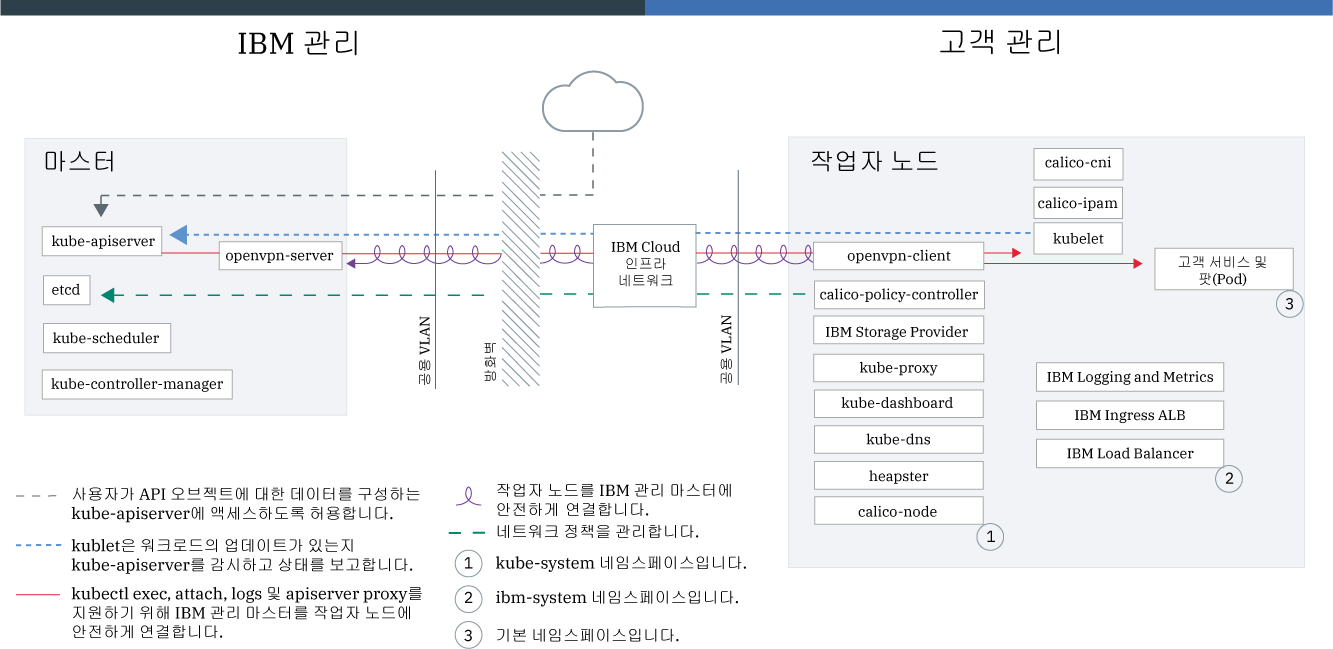 IBM 관리
고객 관리
마스터
kube-apiserver
openvpn-server
etcd
kube-scheduler
kube-controller-manager
공용 VLAN
방화벽
IBM Cloud
인프라
네트워크
공용 VLAN
작업자 노드
calico-cni
calico-ipam
kubelet
openvpn-client
고객 서비스 및
팟(Pod)
3
calico-policy-controller
IBM Storage Provider
kube-proxy
kube-dashboard
kube-dns
heapster
calico-node
1
IBM Logging and Metrics
IBM Ingress ALB
IBM Load Balancer
2
사용자가 API 오브젝트에 대한 데이터를 구성하는
kube-apiserver에 액세스하도록 허용합니다.
kublet은 워크로드의 업데이트가 있는지
kube-apiserver를 감시하고 상태를 보고합니다.
kubectl exec, attach, logs 및 apiserver proxy를
지원하기 위해 IBM 관리 마스터를 작업자 노드에
안전하게 연결합니다.
작업자 노드를 IBM 관리 마스터에
안전하게 연결합니다.
네트워크 정책을 관리합니다.
1 kube-system 네임스페이스입니다.
2 ibm-system 네임스페이스입니다.
3 기본 네임스페이스입니다.